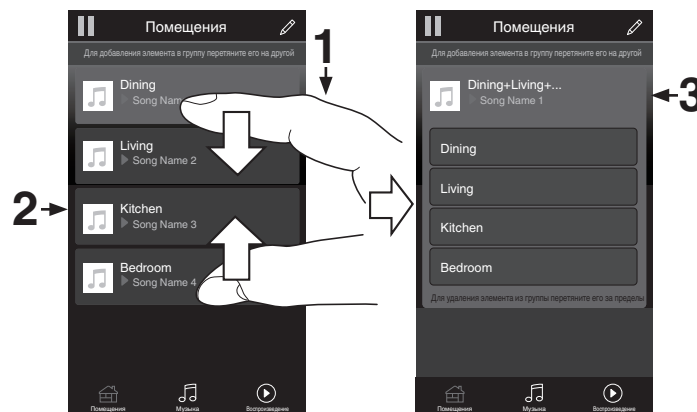 Помещения
Для добавления элемента в группу перетяните его на другой
Dining
Song Nam
Living
Song Name 2
Kitchen
Song Name 3
Bedroom
Song Name 4
Помещения
Музыка
Воспроизведение
1
2
Помещения
Для добавления элемента в группу перетяните его на другой
Dining+Living+...
Song Name 1
Dining
Living
Kitchen
Bedroom
Для удаления элемента из группы перетяните его за пределы
Помещения
Музыка
Воспроизведение
3